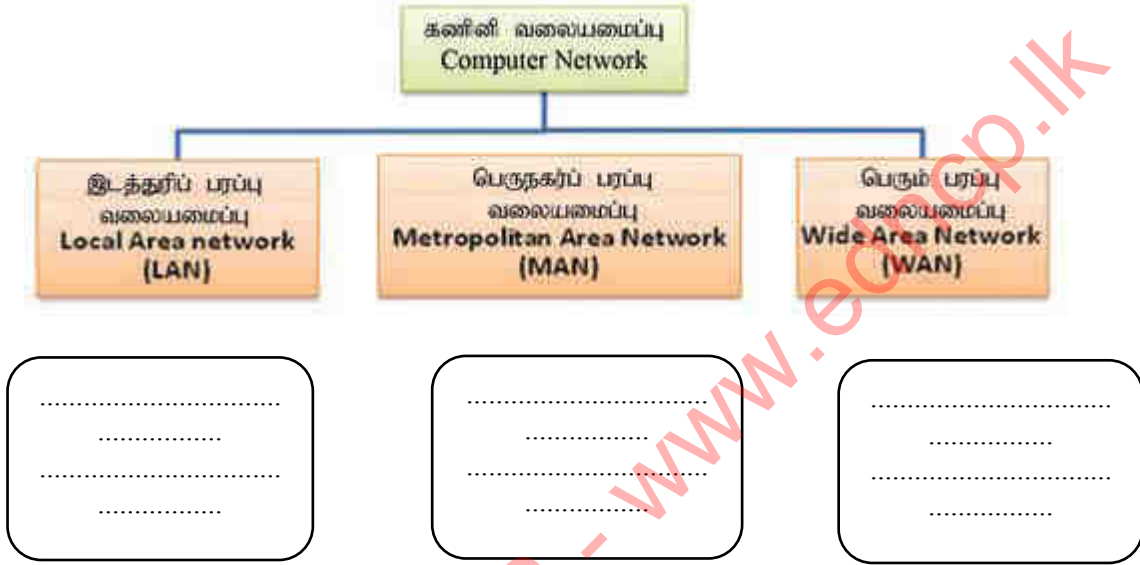 கணினி வலையமைப்பு
Computer Network
இடத்துரிப் பரப்பு
வலையமைப்பு
Local Area network
(LAN)
பெருநகர்ப் பரப்பு
வலையமைப்பு
Metropolitan Area Network
(MAN)
பெரும் பரப்பு
வலையமைப்பு
Wide Area Network
(WAN)
..............................
................
..............................
................
..............................
................
..............................
................
..............................
................
..............................
................
- www.edncp.lk